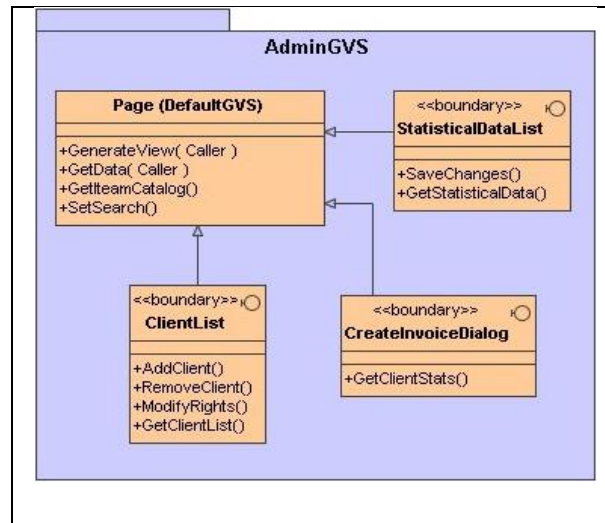 AdminGVS
Page (DefaultGVS)
+GenerateView( Caller )
+GetData( Caller )
+GetIteamCatalog()
+SetSearch()
<<boundary>>
StatisticalDataList
+SaveChanges()
+GetStatisticalData()
<<boundary>>
ClientList
+AddClient()
+RemoveClient()
+ModifyRights()
+GetClientList()
<<boundary>>
CreateInvoiceDialog
+GetClientStats()